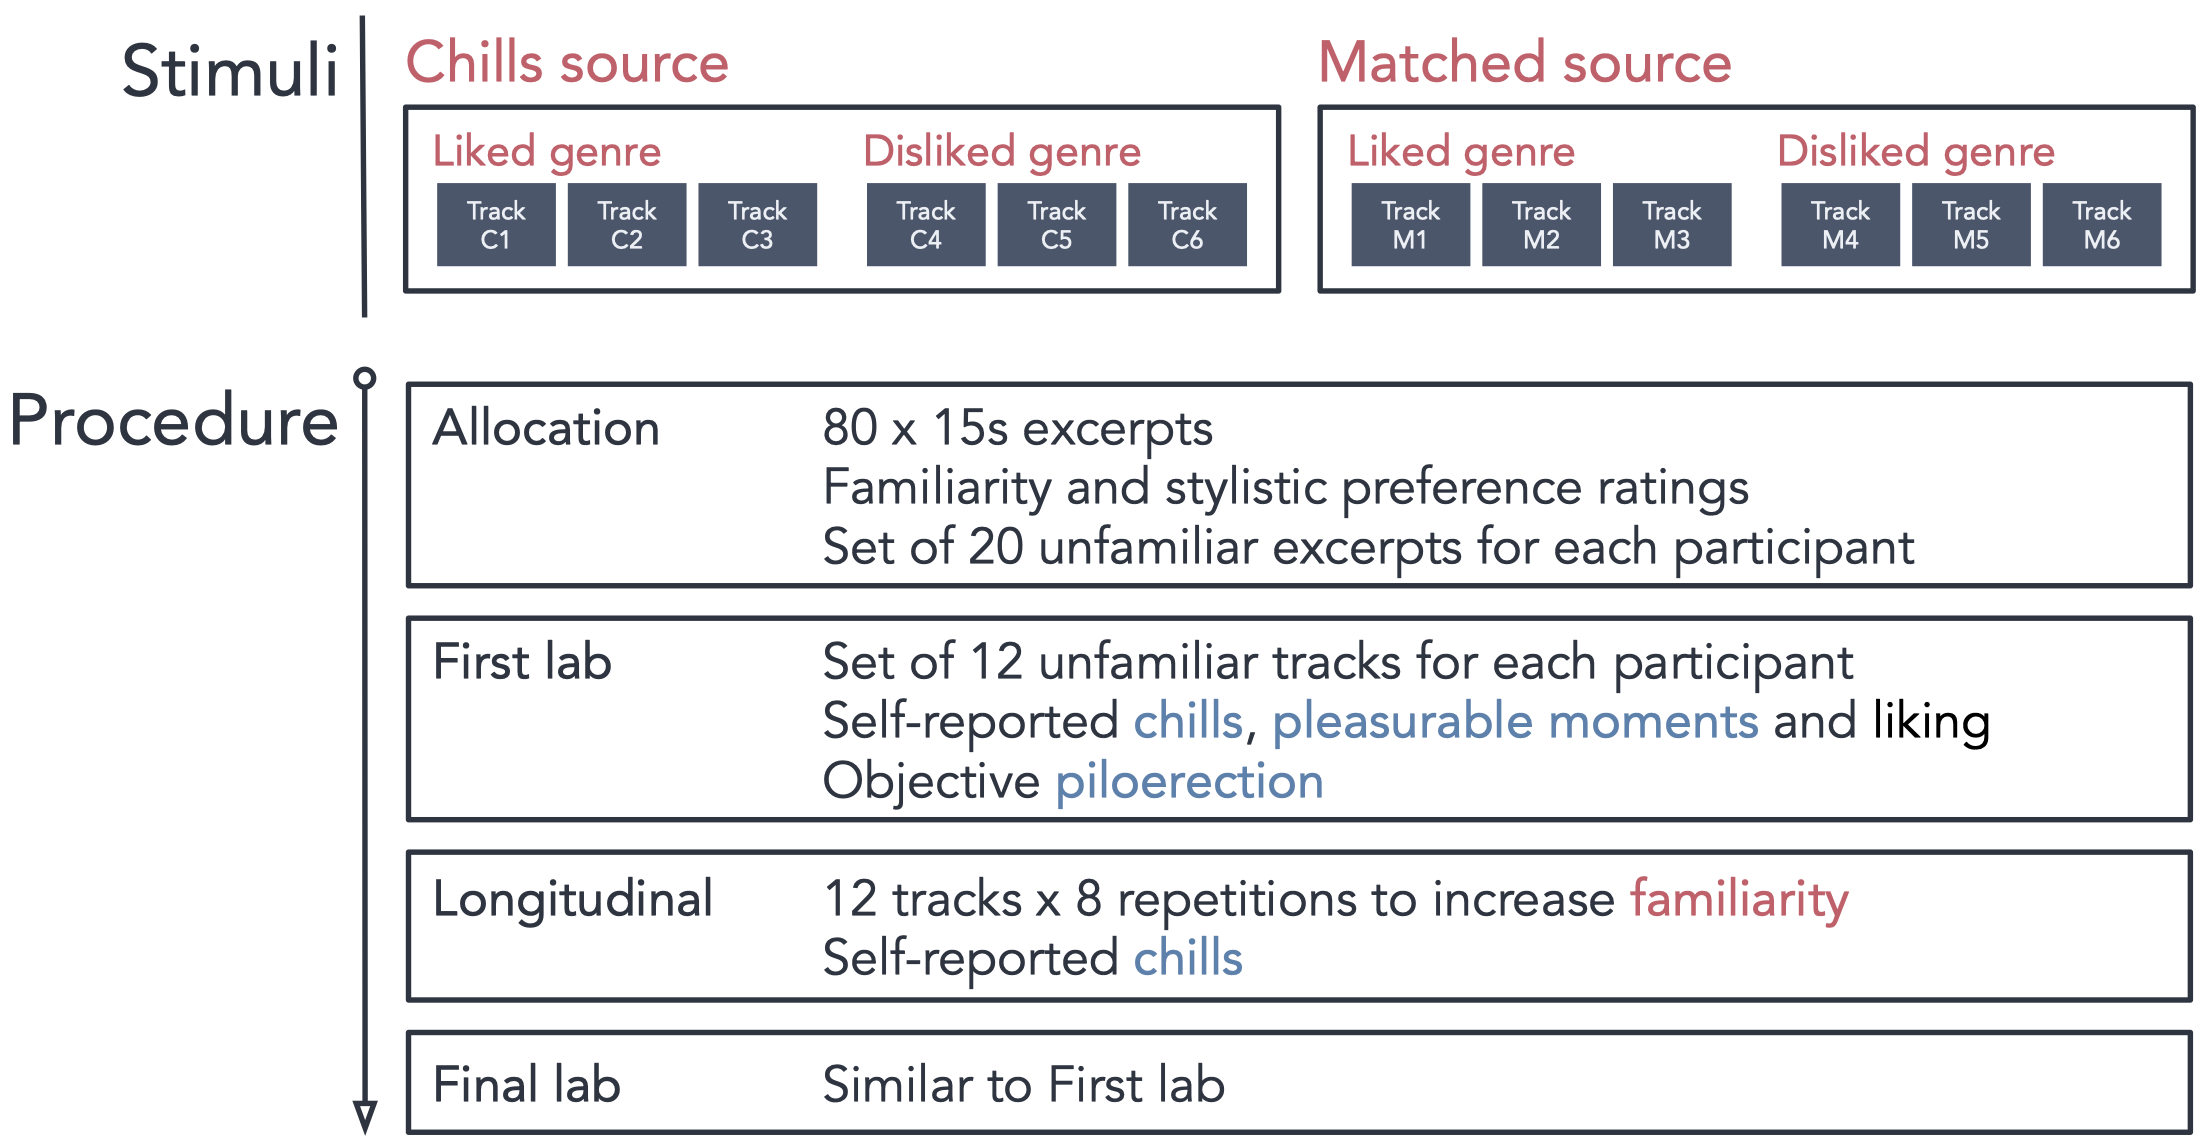 Stimuli
Chills source
Matched source
Liked genre
Disliked genre
Liked genre
Disliked genre
Track
C1
Track
C2
Track
C3
Track
C4
Track
C5
Track
C6
Track
M1
Track
M2
Track
M3
Track
M4
Track
M5
Track
M6
Procedure
Allocation
80 x 15s excerpts
Familiarity and stylistic preference ratings
Set of 20 unfamiliar excerpts for each participant
First lab
Set of 12 unfamiliar tracks for each participant
Self-reported chills, pleasurable moments and liking
Objective piloerection
Longitudinal
12 tracks x 8 repetitions to increase familiarity
Self-reported chills
Final lab
Similar to First lab